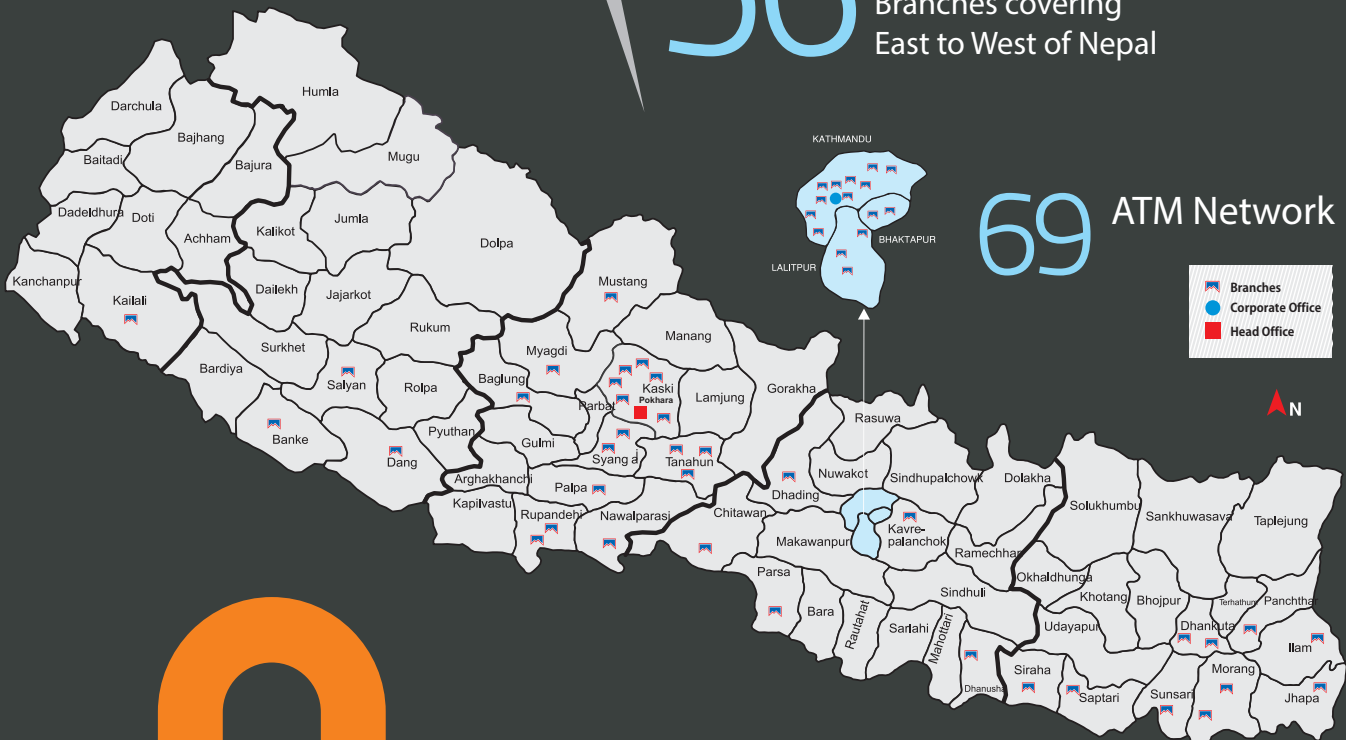 Branches covering
East to West of Nepal
69 ATM Network
Branches
Corporate Office
Head Office
N
KATHMANDU
BHAKTAPUR
LALITPUR
Darchula
Humla
Bajhang
Baitadi
Bajura
Mugu
Dadeldhura
Doti
Achham
Kalikot
Jumla
Dolpa
Kanchanpur
Kailali
Dailekh
Jajarkot
Mustang
Rukum
Surkhet
Manang
Myagdi
Bardiya
Salyan
Rolpa
Baglung
Parbat
Kaski
Pokhara
Lamjung
Gorakha
Banke
Pyuthan
Gulmi
Dang
Syang a
Tanahun
Rasuwa
Arghakhanchi
Palpa
Nuwakot
Sindhupalchowk
Dolakha
Dhading
Kapilvastu
Rupandehi
Nawalparasi
Chitawan
Kavre-
palanchok
Makawanpur
Ramechhap
Solukhumbu
Sankhuwasava
Taplejung
Parsa
Bara
Rautahat
Sarlahi
Mahottari
Sindhuli
Dhanusha
Okhaldhunga
Khotang
Bhojpur
Terhathum
Panchthar
Udayapur
Dhankuta
Ilam
Siraha
Saptari
Sunsari
Morang
Jhapa